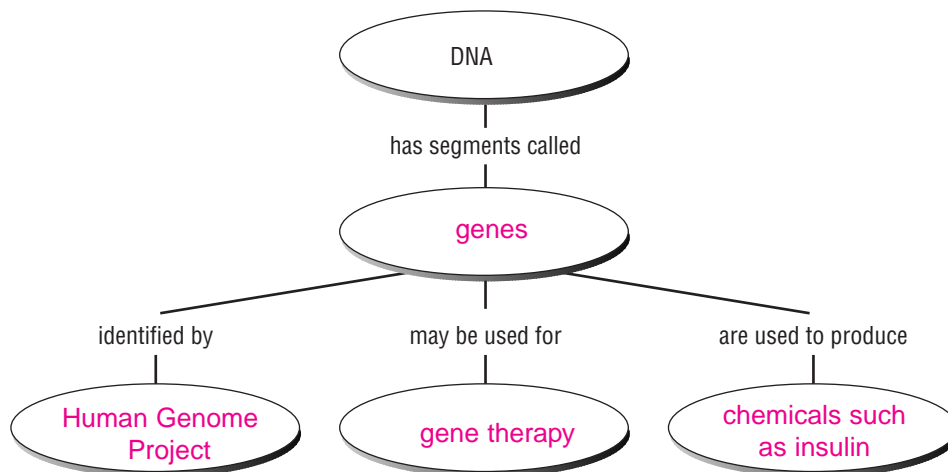 DNA
has segments called
genes
identified by
may be used for
are used to produce
Human Genome
Project
gene therapy
chemicals such
as insulin